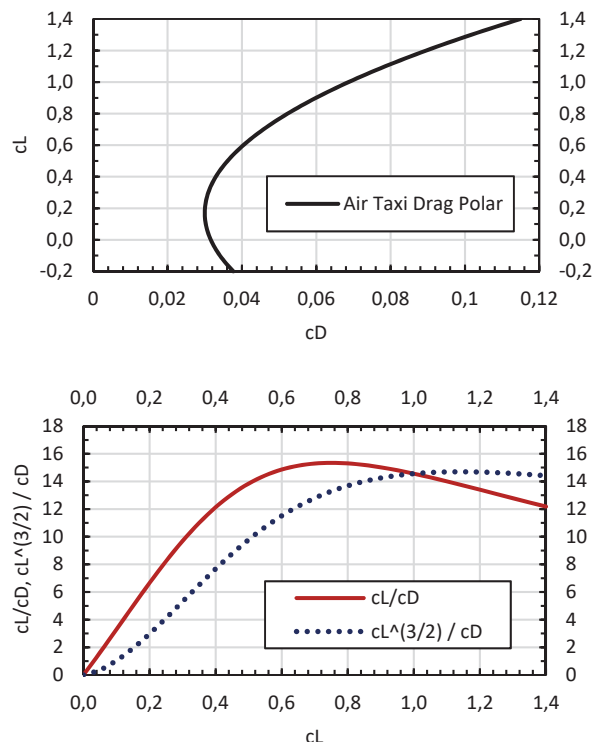 1,4 1,4
1,2 1,2
1,0 1,0
0,8 0,8
cL
0,6 0,6
0,4 0,4
Air Taxi Drag Polar
0,2 0,2
0,0 0,0
-0,2 -0,2
0 0,02 0,04 0,06 0,08 0,1 0,12
cD
0,0 0,2 0,4 0,6 0,8 1,0 1,2 1,4
18 18
16 16
14 14
12 12
10 10
cL/cD, cL^(3/2) / cD
8 8
6 6
cL/cD
4 4
cL^(3/2) / cD
2 2
0 0
0,0 0,2 0,4 0,6 0,8 1,0 1,2 1,4
cL